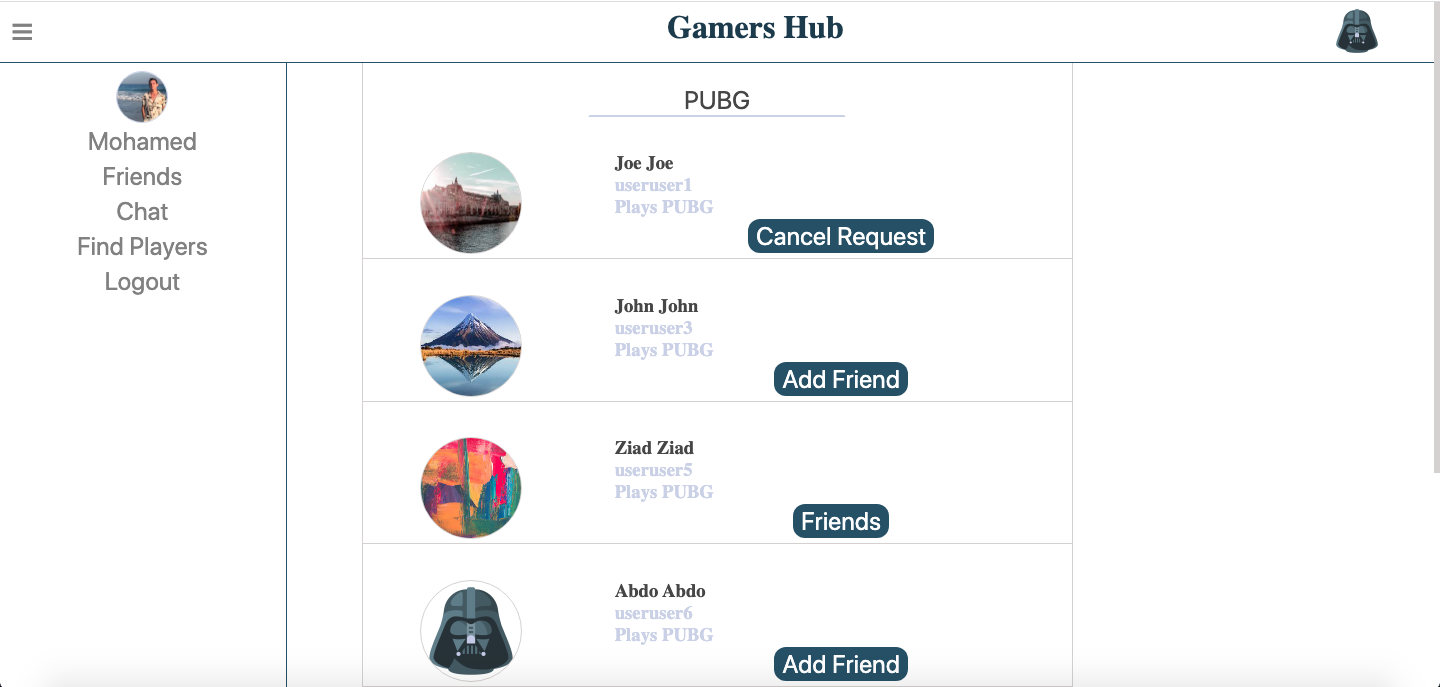 Gamers Hub
Mohamed
Friends
Chat
Find Players
Logout
PUBG
Joe Joe
useruser1
Plays PUBG
Cancel Request
John John
useruser3
Plays PUBG
Add Friend
Ziad Ziad
useruser5
Plays PUBG
Friends
Abdo Abdo
useruser6
Plays PUBG
Add Friend